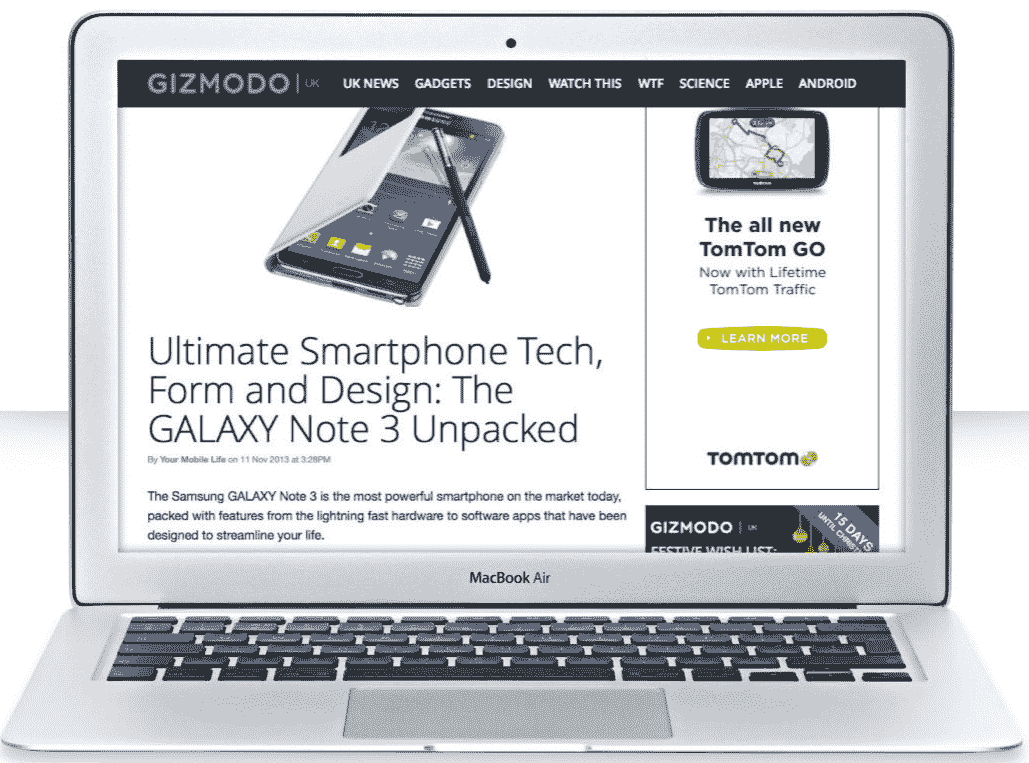 GIZMODO | UK UK NEWS GADGETS DESIGN WATCH THIS WTF SCIENCE APPLE ANDROID
Ultimate Smartphone Tech,
Form and Design: The
GALAXY Note 3 Unpacked
By Your Mobile Life on 11 Nov 2013 at 3:28PM
The Samsung GALAXY Note 3 is the most powerful smartphone on the market today,
packed with features from the lightning fast hardware to software apps that have been
designed to streamline your life.
The all new
TomTom GO
Now with Lifetime
TomTom Traffic
LEARN MORE
TOMTOM
GIZMODO | UK
FESTIVE WISH LIST:
15 DAYS
UNTIL CHRISTMAS
MacBook Air